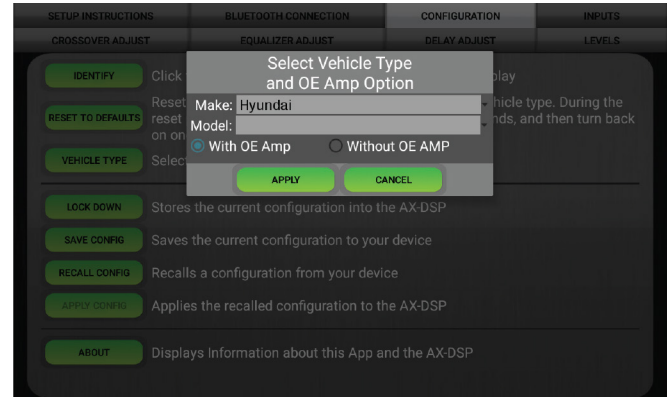 SETUP INSTRUCTIONS BLUETOOTH CONNECTION CONFIGURATION INPUTS
CROSSOVER ADJUST EQUALIZER ADJUST DELAY ADJUST LEVELS
Select Vehicle Type
and OE Amp Option
IDENTIFY Click play
Make: Hyundai
Reset hicle type. During the
RESET TO DEFAULTS reset nds, and then turn back
Model:
on on
With OE Amp Without OE AMP
VEHICLE TYPE Selec
APPLY CANCEL
LOCK DOWN Stores the current configuration into the AX-DSP
SAVE CONFIG Saves the current configuration to your device
RECALL CONFIG Recalls a configuration from your device
APPLY CONFIG Applies the recalled configuration to the AX-DSP
ABOUT Displays Information about this App and the AX-DSP